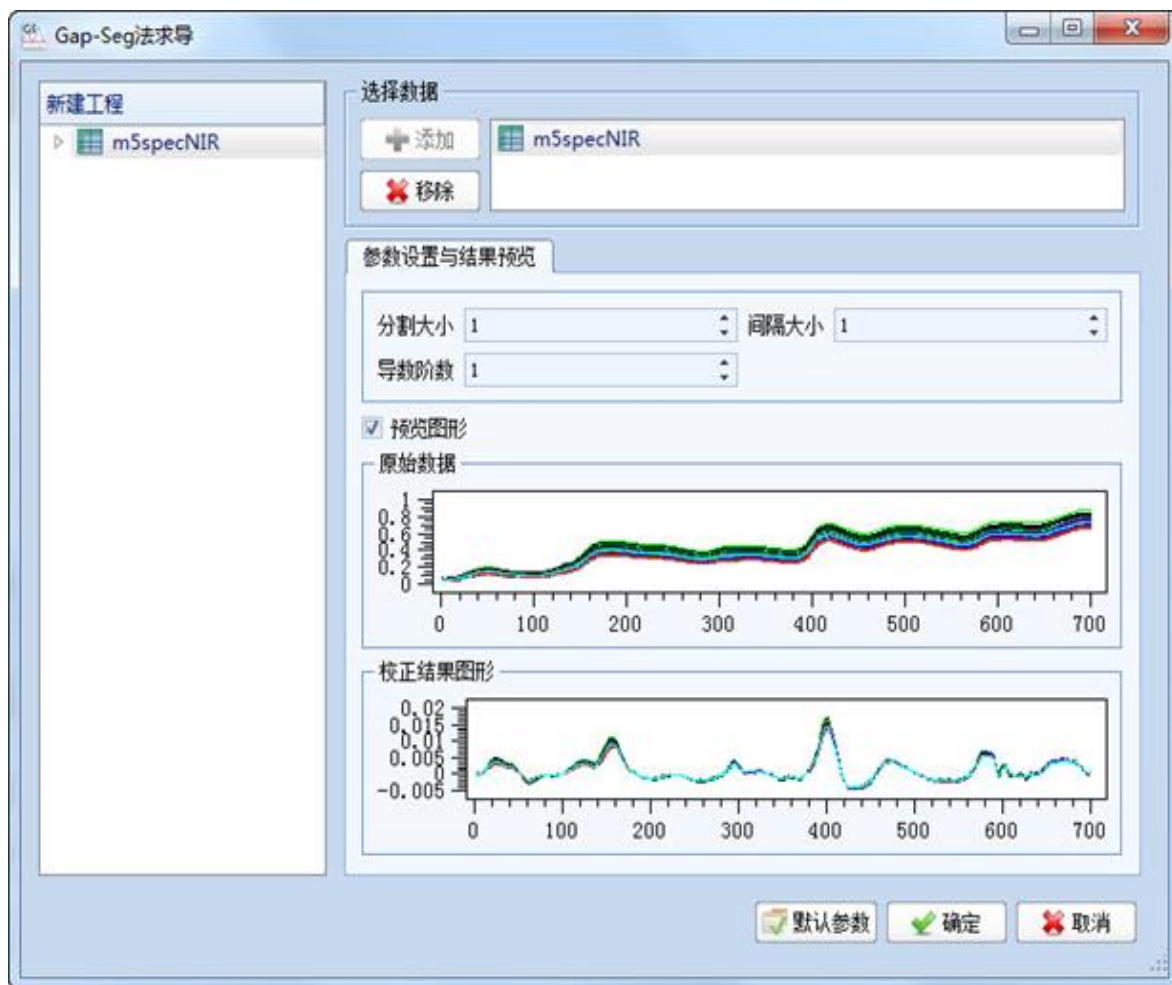 Gap-Seg法求导
新建工程
m5specNIR
选择数据
添加
m5specNIR
移除
参数设置与结果预览
分割大小 1 间隔大小 1
导数阶数 1
预览图形
原始数据
1
0.8
0.6
0.4
0.2
0
0 100 200 300 400 500 600 700
校正结果图形
0.02
0.015
0.01
0.005
0
-0.005
0 100 200 300 400 500 600 700
默认参数 确定 取消